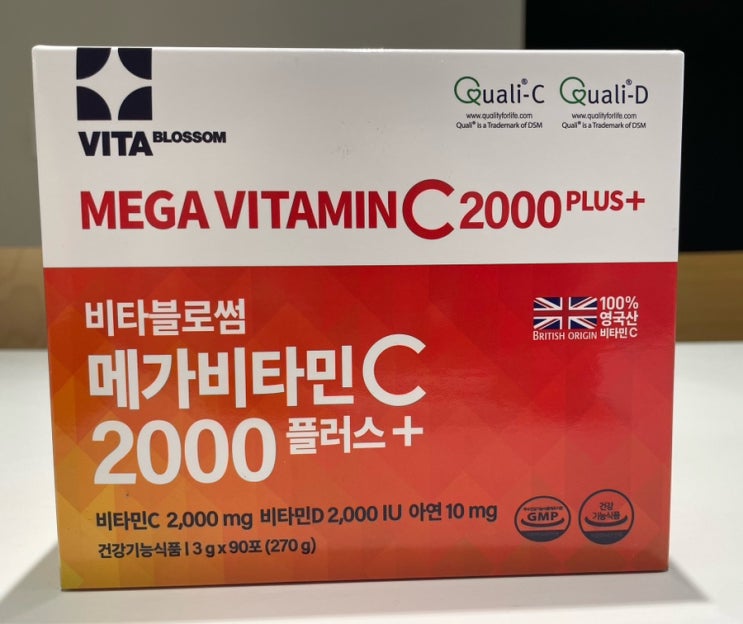 VITA BLOSSOM
Quali®-C
www.qualityforlife.com
Quali® is a Trademark of DSM
Quali®-D
www.qualityforlife.com
Quali® is a Trademark of DSM
MEGA VITAMIN C 2000 PLUS+
비타블로썸
메가비타민C
2000 플러스+
100%
영국산
비타민C
BRITISH ORIGIN
비타민C 2,000 mg 비타민D 2,000 IU 아연 10 mg
건강기능식품 | 3 g x 90포 (270 g)
GMP
건강
기능식품